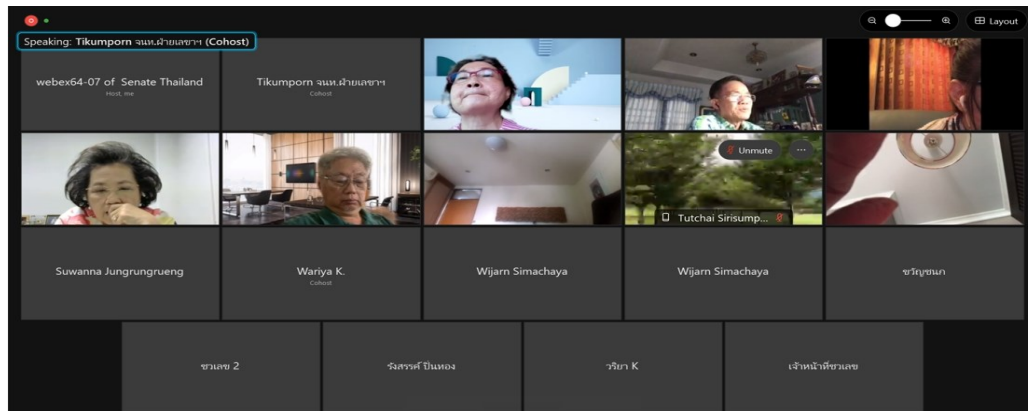 Layout
Speaking: Tikumporn จนท.ฝ่ายเลขาฯ (Cohost)
webex64-07 of Senate Thailand
Host, me
Tikumporn จนท.ฝ่ายเลขาฯ
Cohost
Unmute
Tutchai Sirisump...
Suwanna Jungrungrueng
Wariya K.
Cohost
Wijarn Simachaya
Wijarn Simachaya
ขวัญชนก
ชวเลข 2
รังสรรค์ ปิ่นทอง
วริยา K
เจ้าหน้าที่ชวเลข